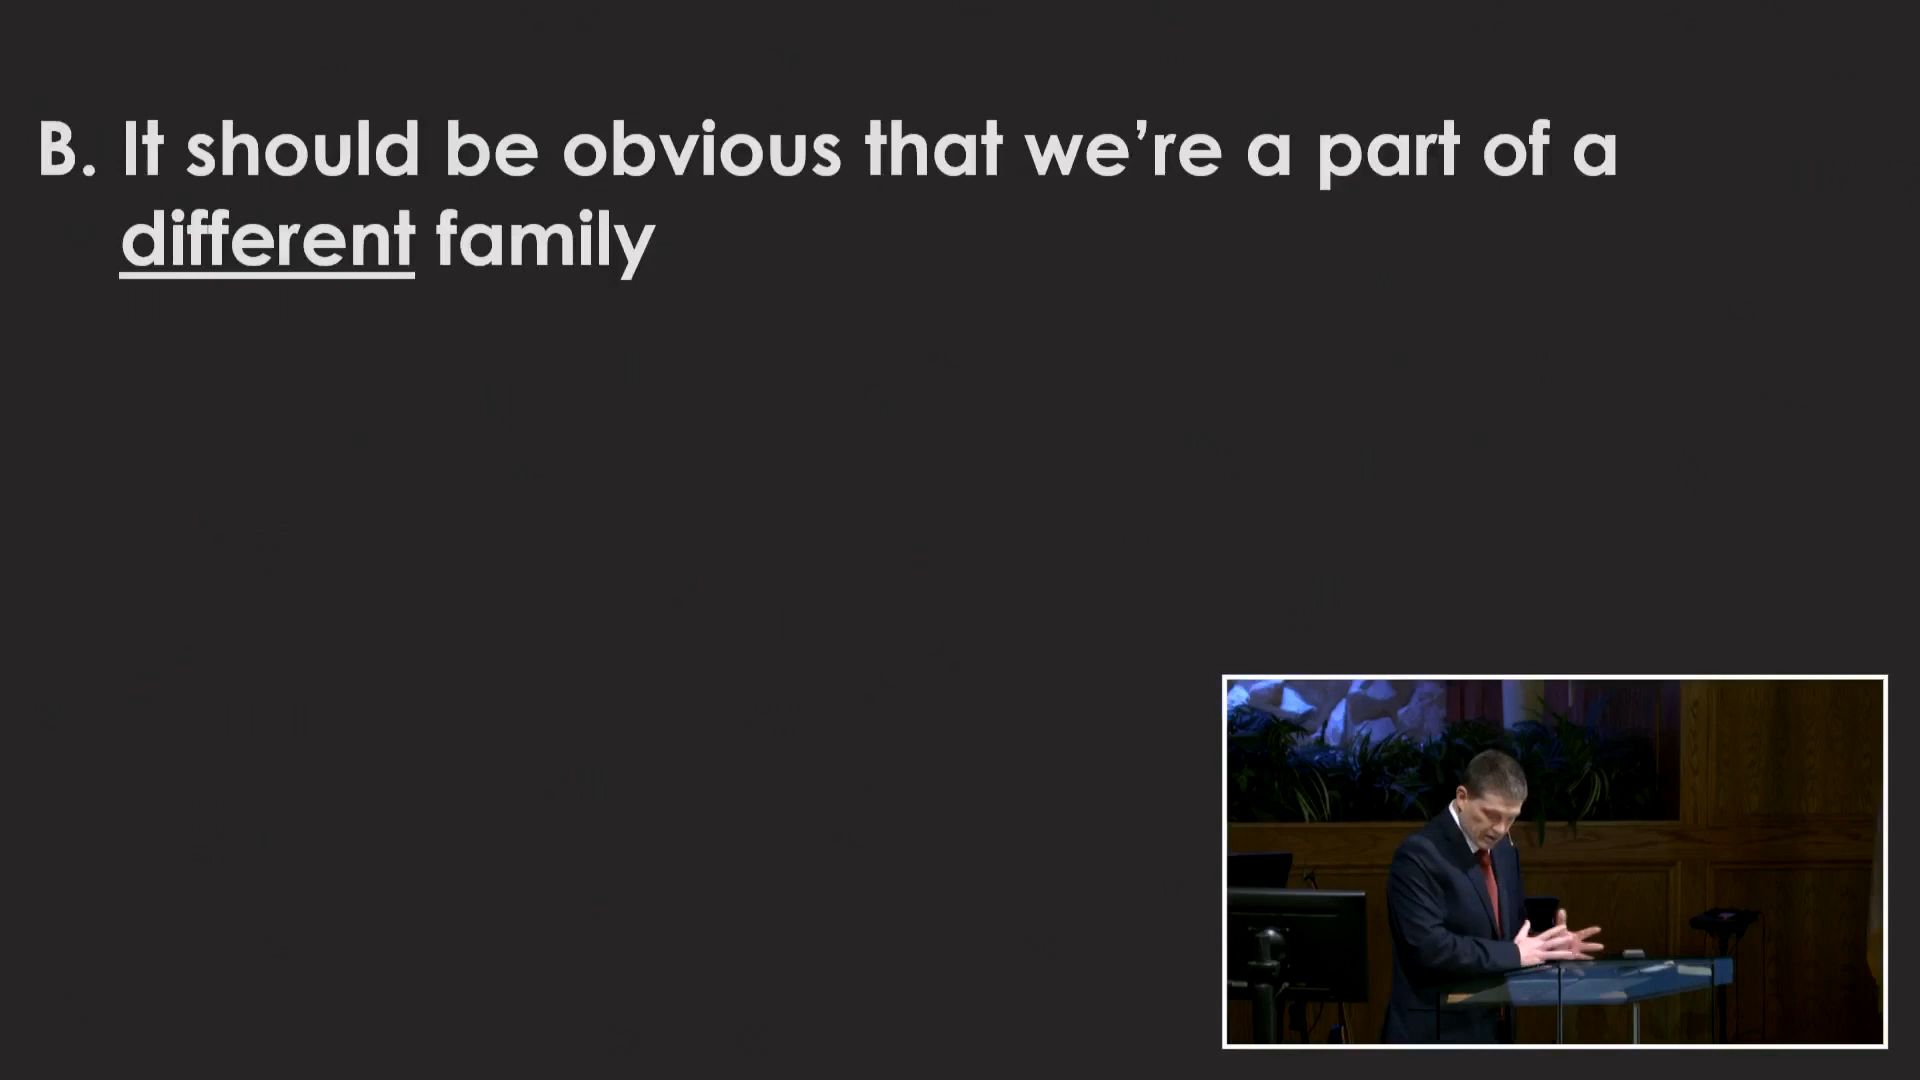 B. It should be obvious that we’re a part of a
different family